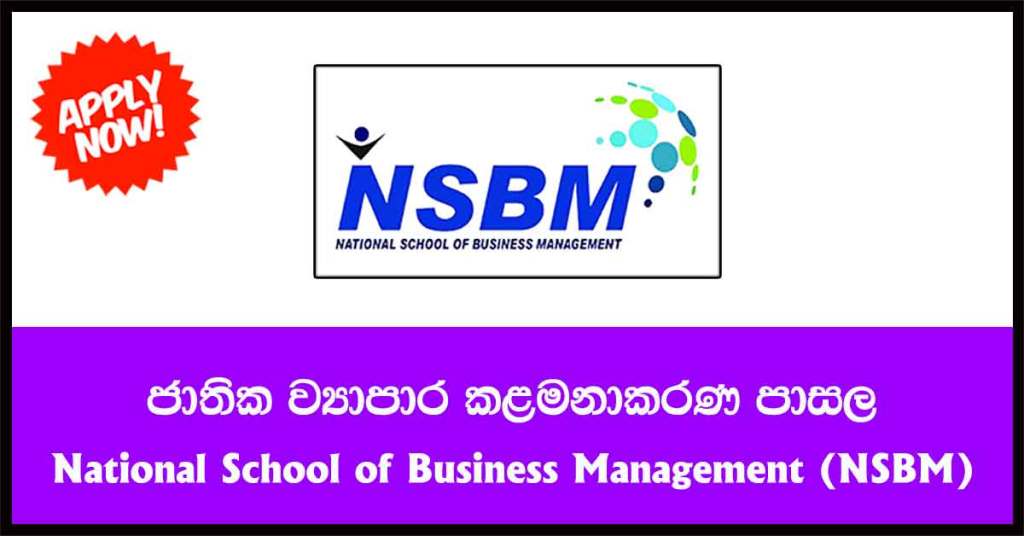 APPLY
NOW!
NSBM
NATIONAL SCHOOL OF BUSINESS MANAGEMENT
ජාතික ව්‍යාපාර කළමනාකරණ පාසල
National School of Business Management (NSBM)